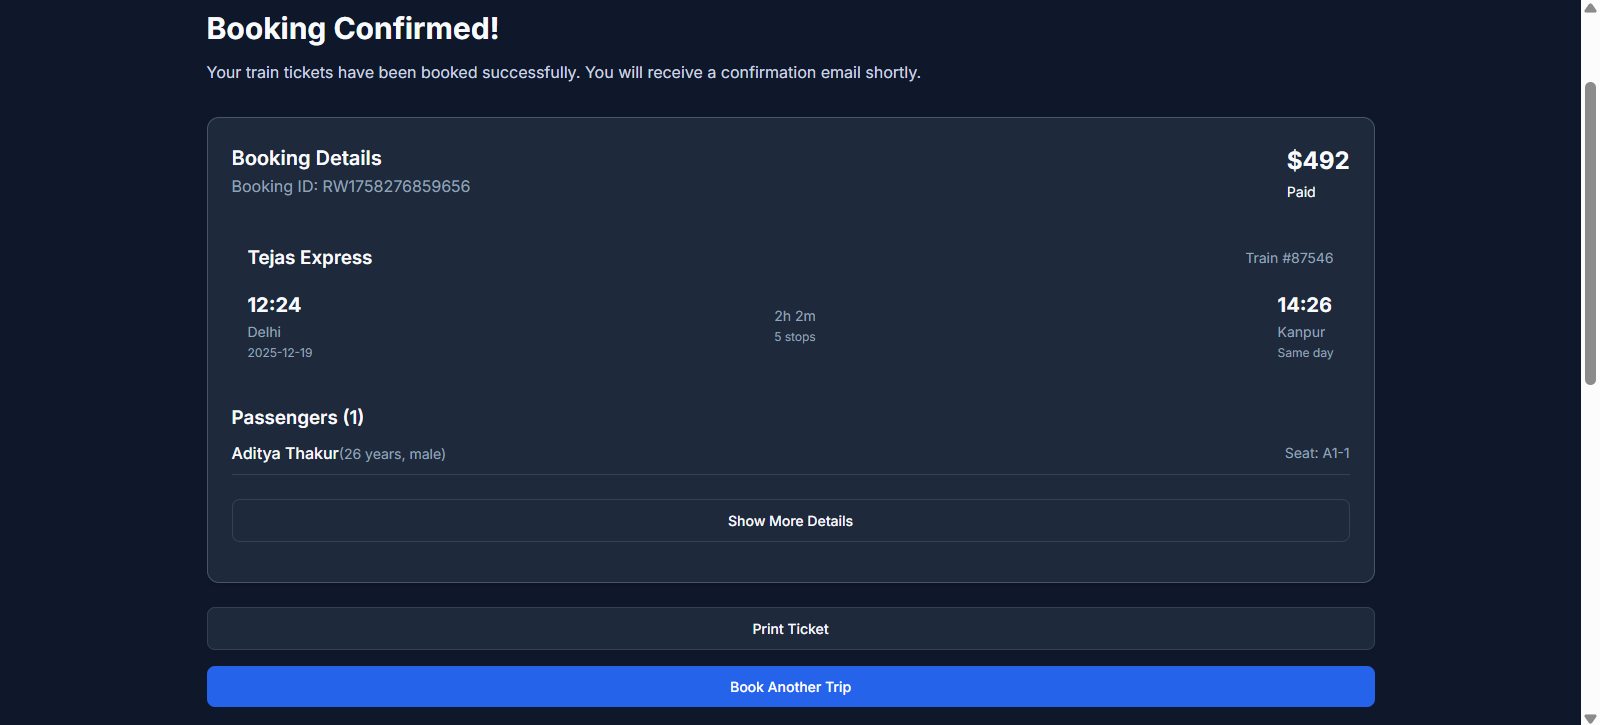 Booking Confirmed!
Your train tickets have been booked successfully. You will receive a confirmation email shortly.
Booking Details
Booking ID: RW1758276859656
$492
Paid
Tejas Express
Train #87546
12:24
Delhi
2025-12-19
2h 2m
5 stops
14:26
Kanpur
Same day
Passengers (1)
Aditya Thakur(26 years, male)
Seat: A1-1
Show More Details
Print Ticket
Book Another Trip